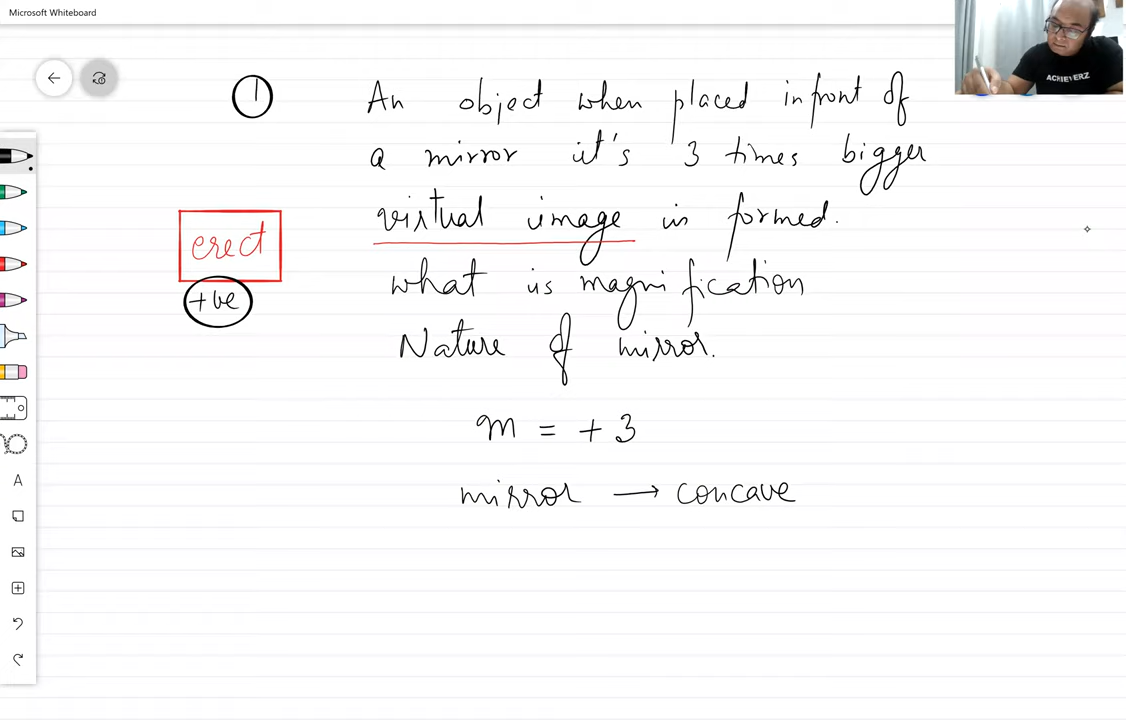 Microsoft Whiteboard
ACHIEVERZ
1
An object when placed infront of
a mirror it's 3 times bigger
virtual image is formed.
erect
+ve
what is magnification
Nature of mirror.
m = + 3
mirror → concave
A